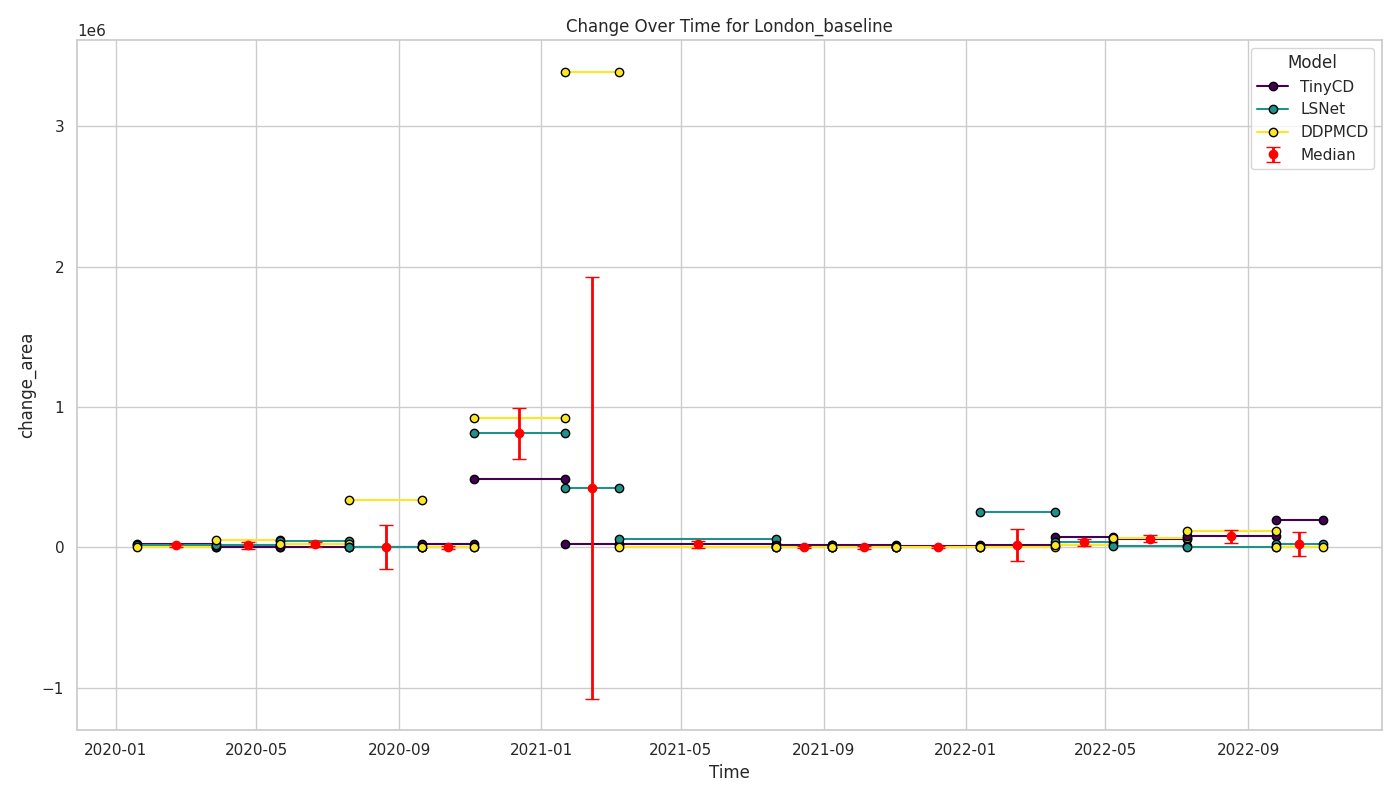 Change Over Time for London_baseline
1e6
Model
TinyCD
LSNet
DDPMCD
Median
3
2
1
0
−1
change_area
2020-01 2020-05 2020-09 2021-01 2021-05 2021-09 2022-01 2022-05 2022-09
Time